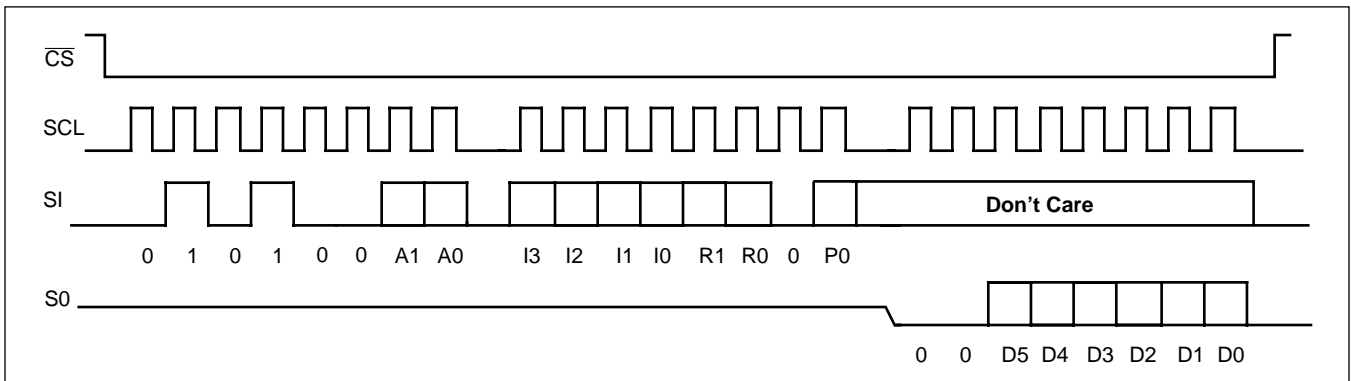 CS
SCL
SI
Don't Care
0 1 0 1 0 0 A1 A0 I3 I2 I1 I0 R1 R0 0 P0
S0
0 0 D5 D4 D3 D2 D1 D0